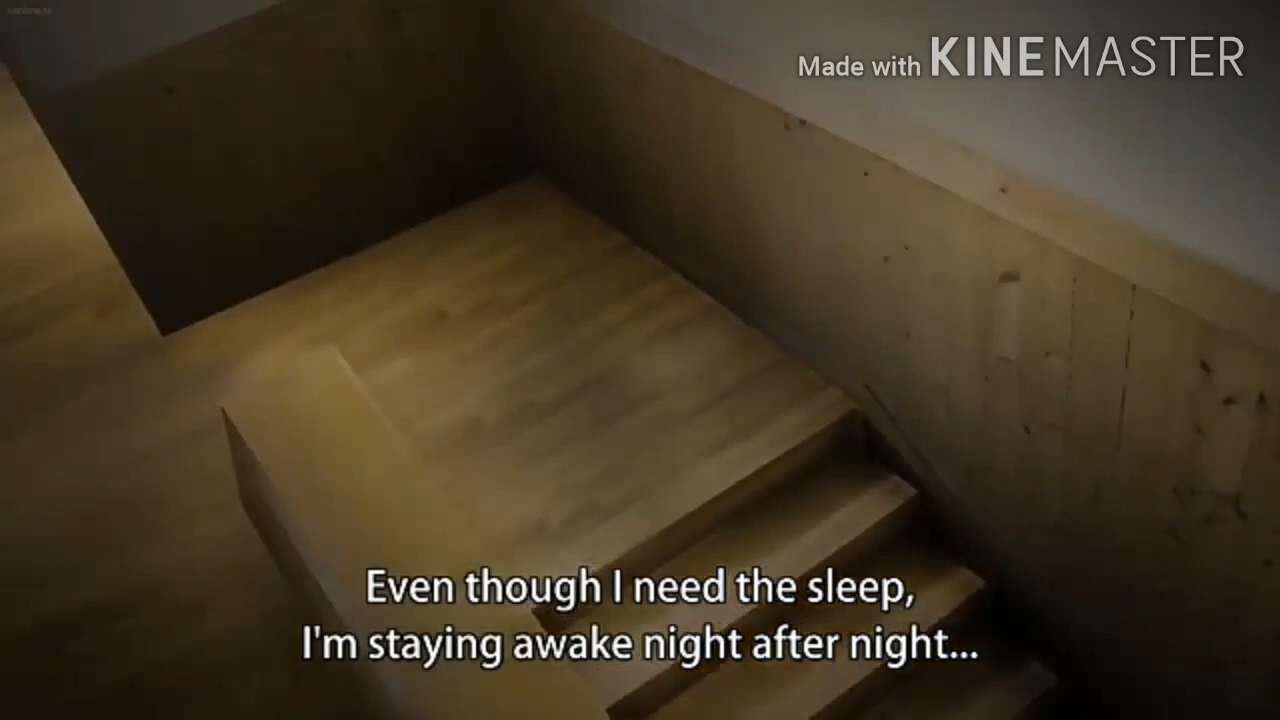 Made with KINEMASTER
Even though I need the sleep,
I'm staying awake night after night...